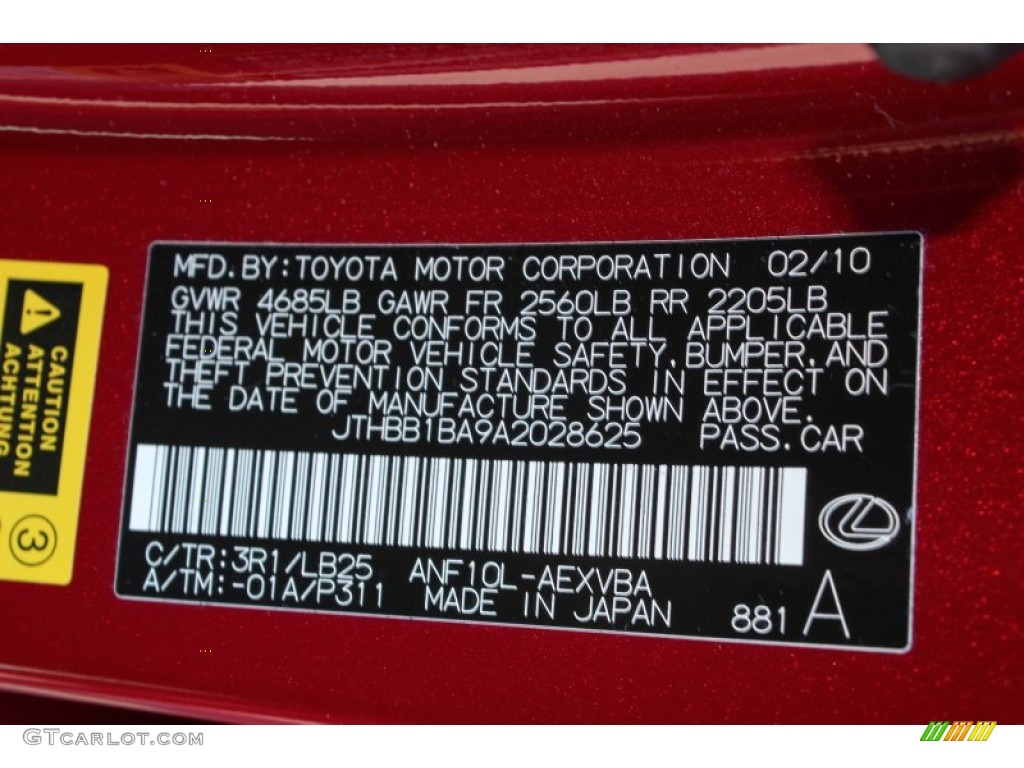 MFD.BY:TOYOTA MOTOR CORPORATION 02/10
GVWR 4685LB GAWR FR 2560LB RR 2205LB
THIS VEHICLE CONFORMS TO ALL APPLICABLE
FEDERAL MOTOR VEHICLE SAFETY,BUMPER,AND
THEFT PREVENTION STANDARDS IN EFFECT ON
THE DATE OF MANUFACTURE SHOWN ABOVE.
JTHBB1BA9A2028625 PASS.CAR
C/TR:3R1/LB25 ANF10L-AEXVBA
A/TM:-01A/P311 MADE IN JAPAN 881 A
CAUTION
ATTENTION
ACHTUNG
3
GTCARLOT.COM